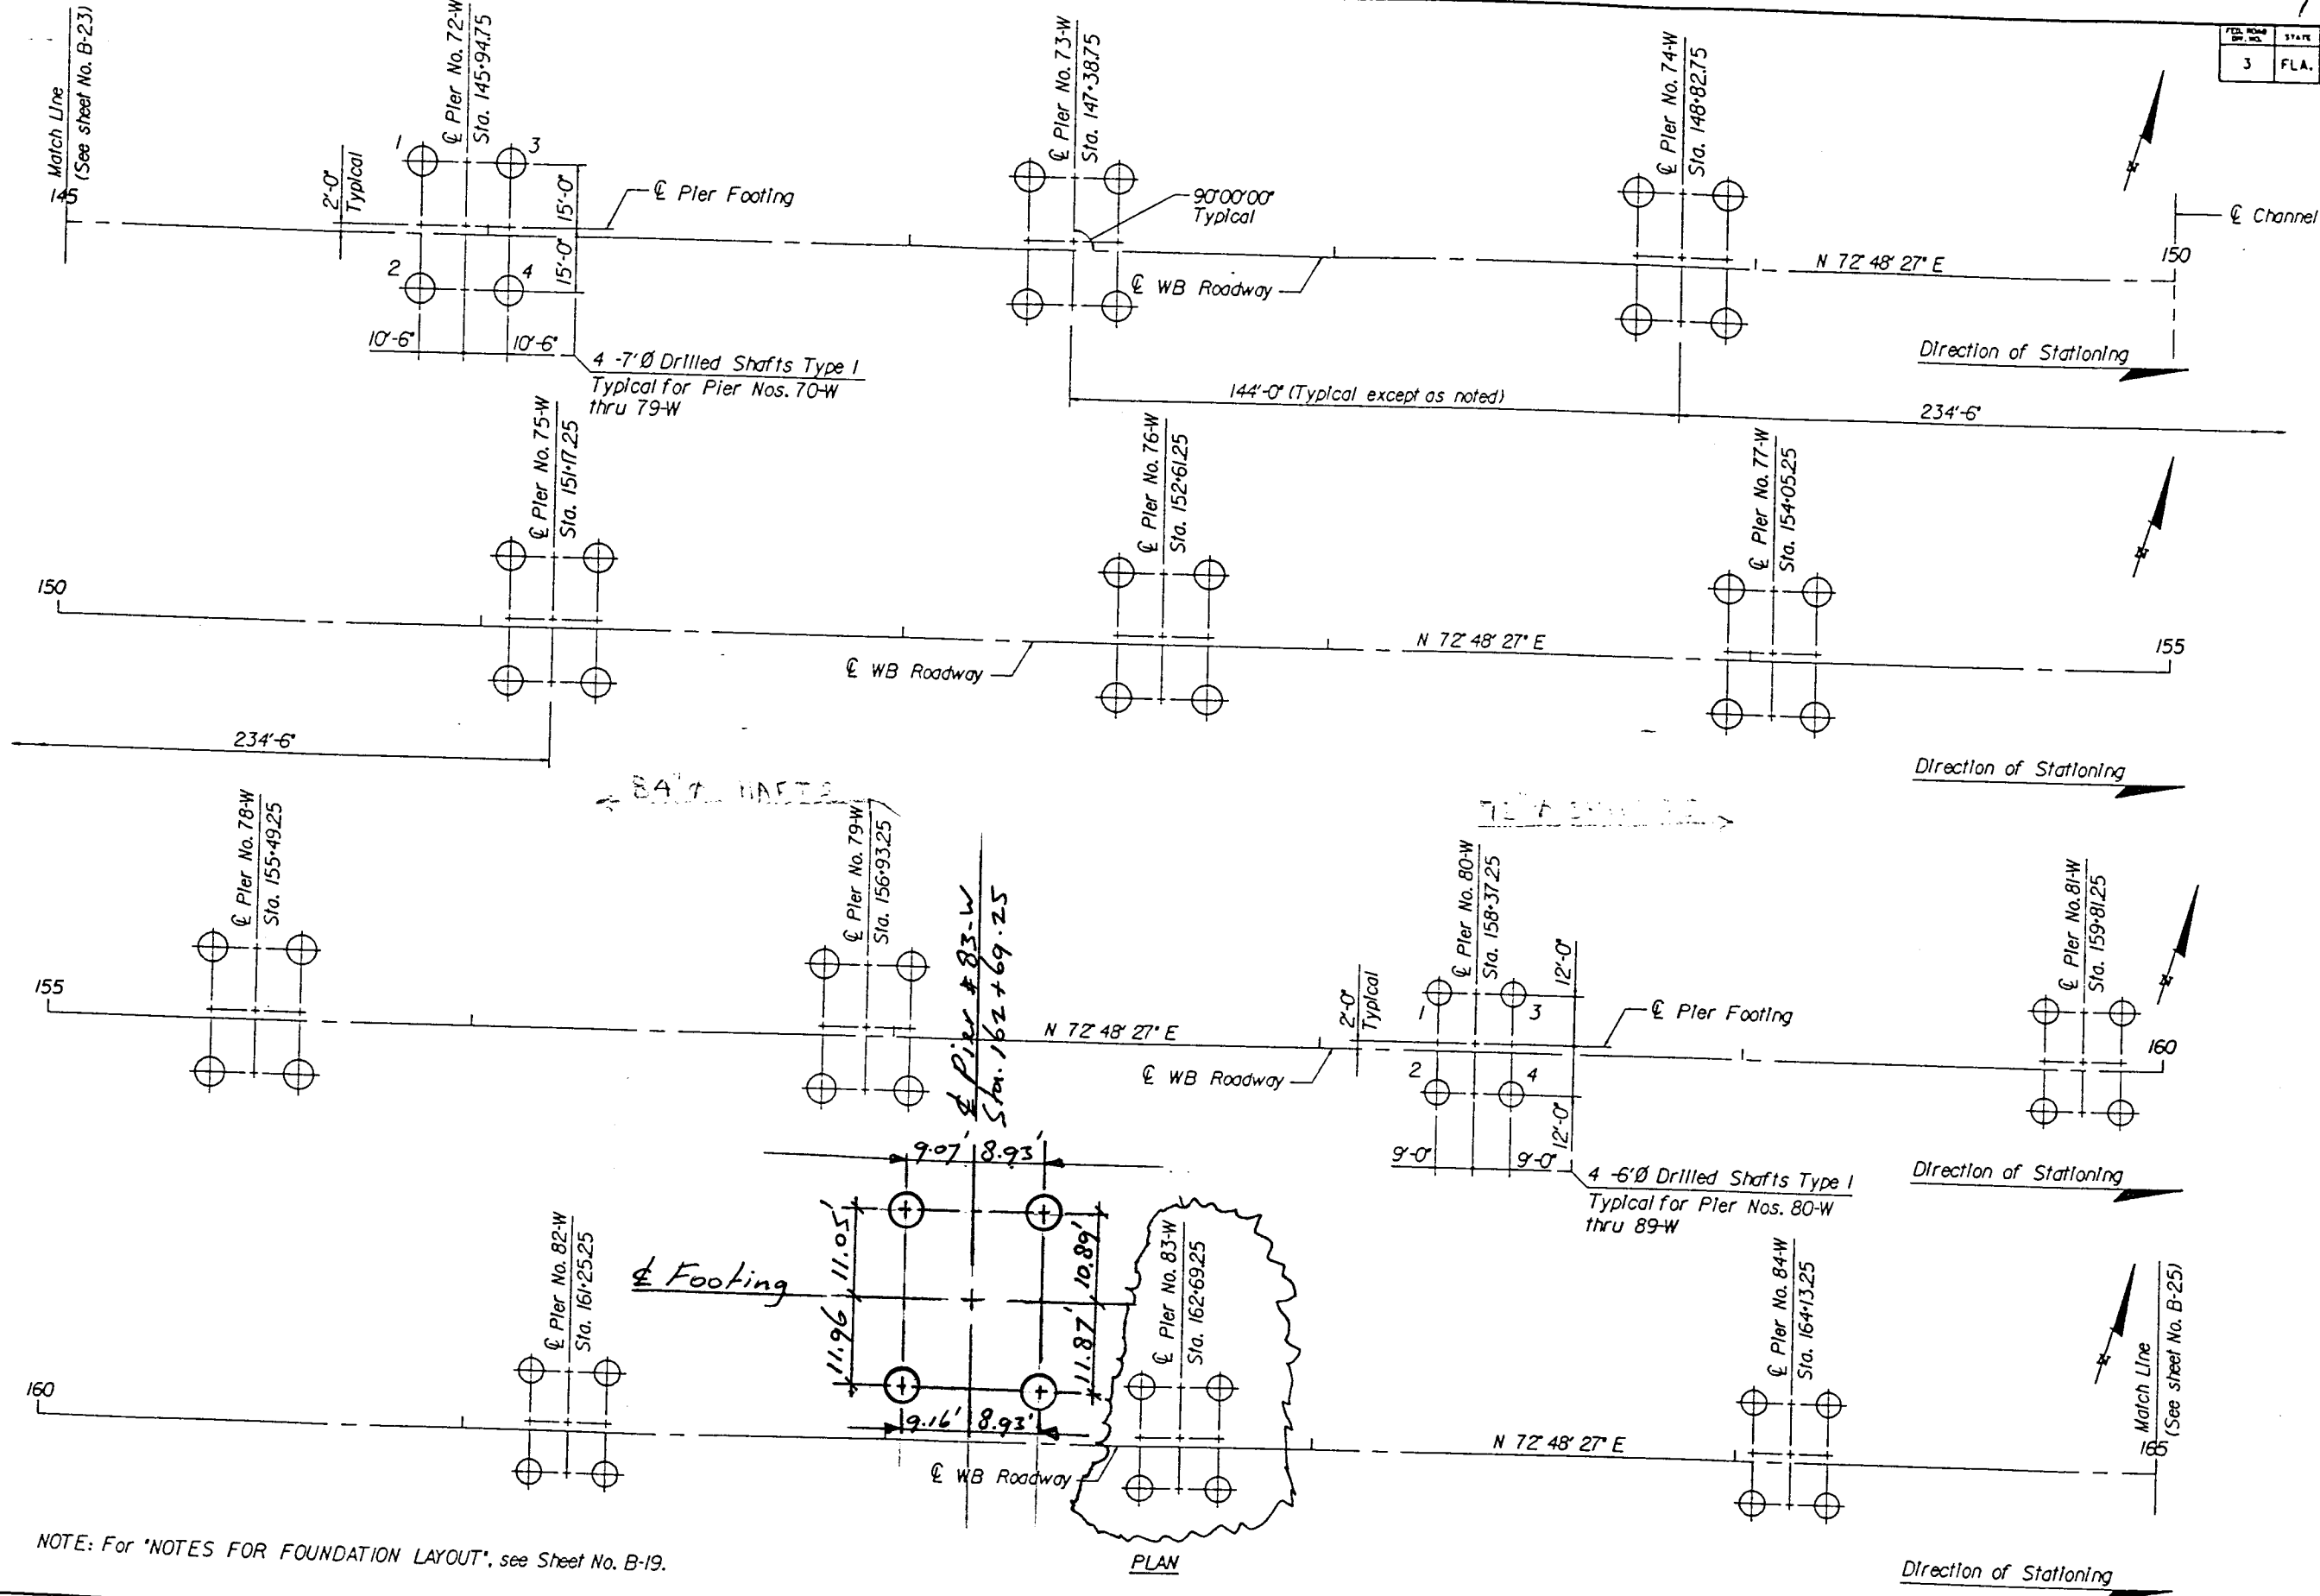 FED. ROAD DIV. NO.
STATE
3
FLA.
Match Line
(See sheet No. B-23)
145
℄ Pier No. 72-W
Sta. 145+94.75
1
3
2
4
2'-0"
Typical
15'-0"
15'-0"
℄ Pier Footing
10'-6"
10'-6"
4 -7'Ø Drilled Shafts Type I
Typical for Pier Nos. 70-W
thru 79-W
℄ Pier No. 73-W
Sta. 147+38.75
90°00'00"
Typical
℄ WB Roadway
℄ Pier No. 74-W
Sta. 148+82.75
N 72° 48' 27" E
150
℄ Channel
Direction of Stationing
144'-0" (Typical except as noted)
234'-6"
150
℄ Pier No. 75-W
Sta. 151+17.25
℄ Pier No. 76-W
Sta. 152+61.25
℄ WB Roadway
N 72° 48' 27" E
℄ Pier No. 77-W
Sta. 154+05.25
155
234'-6"
Direction of Stationing
84"
155
℄ Pier No. 78-W
Sta. 155+49.25
℄ Pier No. 79-W
Sta. 156+93.25
℄ Pier # 83-W
Sta. 162+69.25
N 72° 48' 27" E
℄ WB Roadway
2'-0"
Typical
℄ Pier No. 80-W
Sta. 158+37.25
1
3
2
4
12'-0"
12'-0"
℄ Pier Footing
9'-0"
9'-0"
4 -6'Ø Drilled Shafts Type I
Typical for Pier Nos. 80-W
thru 89-W
℄ Pier No. 81-W
Sta. 159+81.25
160
Direction of Stationing
9.07'
8.93'
11.05'
10.89'
℄ Footing
11.96
11.87'
9.16'
8.93'
160
℄ Pier No. 82-W
Sta. 161+25.25
℄ WB Roadway
℄ Pier No. 83-W
Sta. 162+69.25
N 72° 48' 27" E
℄ Pier No. 84-W
Sta. 164+13.25
Match Line
(See sheet No. B-25)
165
NOTE: For "NOTES FOR FOUNDATION LAYOUT", see Sheet No. B-19.
PLAN
Direction of Stationing